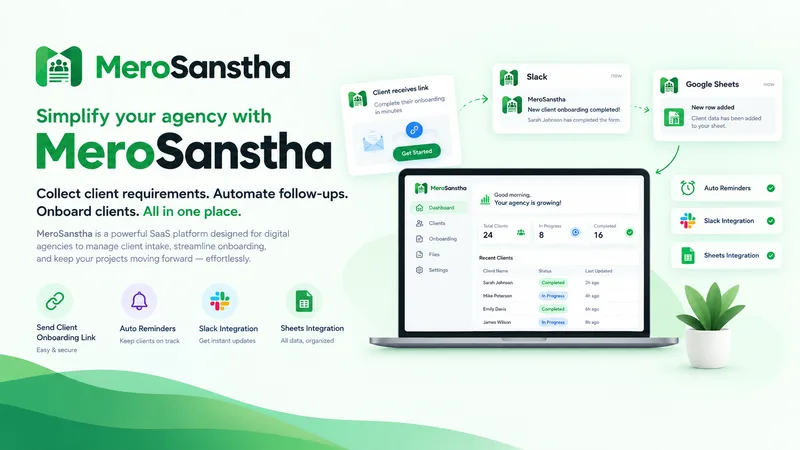 MeroSanstha
Simplify your agency with
MeroSanstha
Collect client requirements. Automate follow-ups.
Onboard clients. All in one place.
MeroSanstha is a powerful SaaS platform designed for digital
agencies to manage client intake, streamline onboarding,
and keep your projects moving forward — effortlessly.
Send Client
Onboarding Link
Easy & secure
Auto Reminders
Keep clients on track
Slack Integration
Get instant updates
Sheets Integration
All data, organized
Client receives link
Complete their onboarding
in minutes
Get Started
Slack
now
MeroSanstha
New client onboarding completed!
Sarah Johnson has completed the form.
Google Sheets
now
New row added
Client data has been added
to your sheet.
MeroSanstha
Dashboard
Clients
Onboarding
Files
Settings
Good morning,
Your agency is growing!
Total Clients
24
In Progress
8
Completed
16
Recent Clients
Client Name Status Last Updated
Sarah Johnson Completed 2h ago
Mike Peterson In Progress 4h ago
Emily Davis Completed 6h ago
James Wilson In Progress 8h ago
Auto Reminders
Slack Integration
Sheets Integration